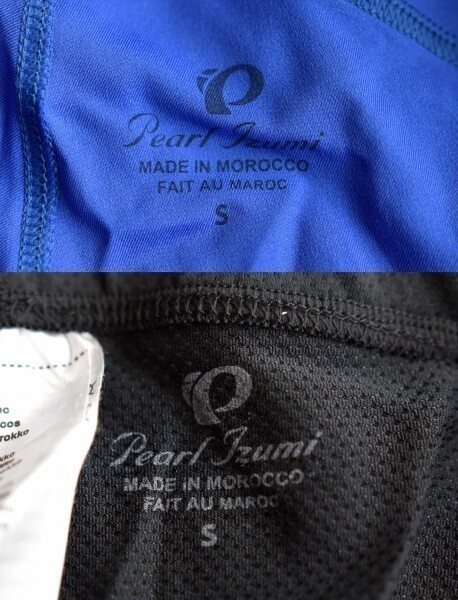 Pearl Izumi
MADE IN MOROCCO
FAIT AU MAROC
S
Pearl Izumi
MADE IN MOROCCO
FAIT AU MAROC
S